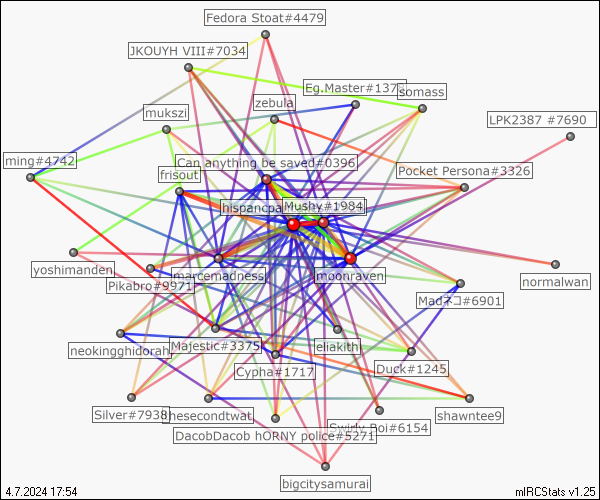 Fedora Stoat#4479
JKOUYH VIII#7034
Eg.Master#137
somass
zebula
mukszi
LPK2387 #7690
ming#4742
Can anything be saved#0396
Pocket Persona#3326
frisout
hispancpa
Mushy#1984
yoshimanden
marcemadness
moonraven
normalwan
Pikabro#9971
Madネコ#6901
neokingghidorah
Majestic#3375
eliakithi
Duck#1245
Cypha#1717
Silver#7938
thesecondtwat
shawntee9
DacobDacob hORNY police#5271
Swirly Boi#6154
bigcitysamurai
4.7.2024 17:54
mIRCStats v1.25